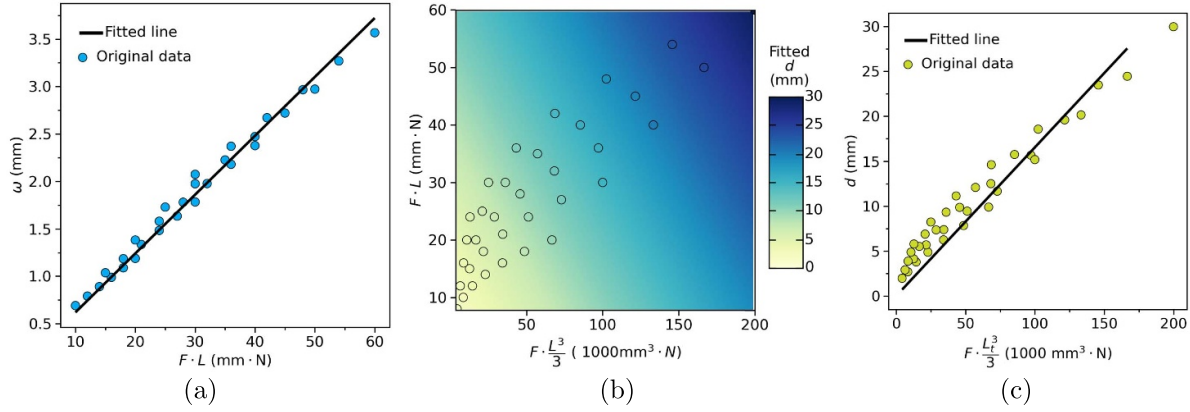 3.5
3.0
2.5
2.0
1.5
1.0
0.5
ω (mm)
Fitted line
Original data
10 20 30 40 50 60
F · L (mm · N)
(a)
60
50
40
30
20
10
F · L (mm · N)
50 100 150 200
F · L³/3 ( 1000mm³ · N)
Fitted
d
(mm)
30
25
20
15
10
5
0
(b)
30
25
20
15
10
5
0
d (mm)
Fitted line
Original data
0 50 100 150 200
F · Lₜ³/3 (1000 mm³ · N)
(c)